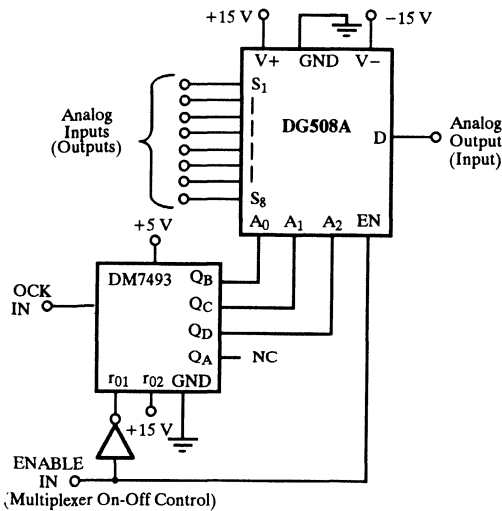 +15 V
−15 V
V+ GND V−
Analog
Inputs
(Outputs)
S1
S8
DG508A
D
Analog
Output
(Input)
A0 A1 A2 EN
+5 V
DM7493
QB
QC
QD
QA
NC
OCK
IN
r01 r02 GND
+15 V
ENABLE
IN
(Multiplexer On-Off Control)